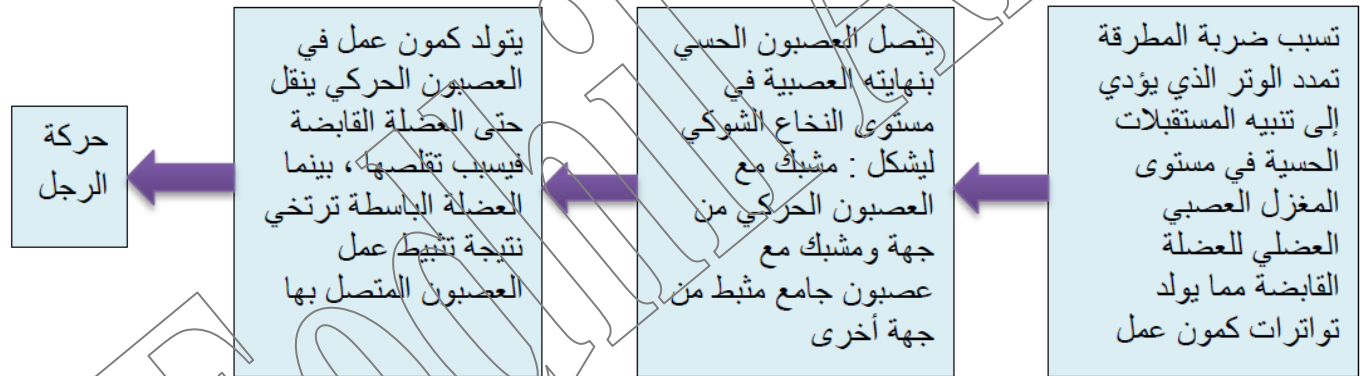 تسبب ضربة المطرقة
تمدد الوتر الذي يؤدي
إلى تنبيه المستقبلات
الحسية في مستوى
المغزل العصبي
العضلي للعضلة
القابضة مما يولد
تواترات كمون عمل
يتصل العصبون الحسي
بنهايته العصبية في
مستوى النخاع الشوكي
ليشكل : مشبك مع
العصبون الحركي من
جهة ومشبك مع
عصبون جامع مثبط من
جهة أخرى
يتولد كمون عمل في
العصبون الحركي ينقل
حتى العضلة القابضة
فيسبب تقلصها ، بينما
العضلة الباسطة ترتخي
نتيجة تثبيط عمل
العصبون المتصل بها
حركة
الرجل